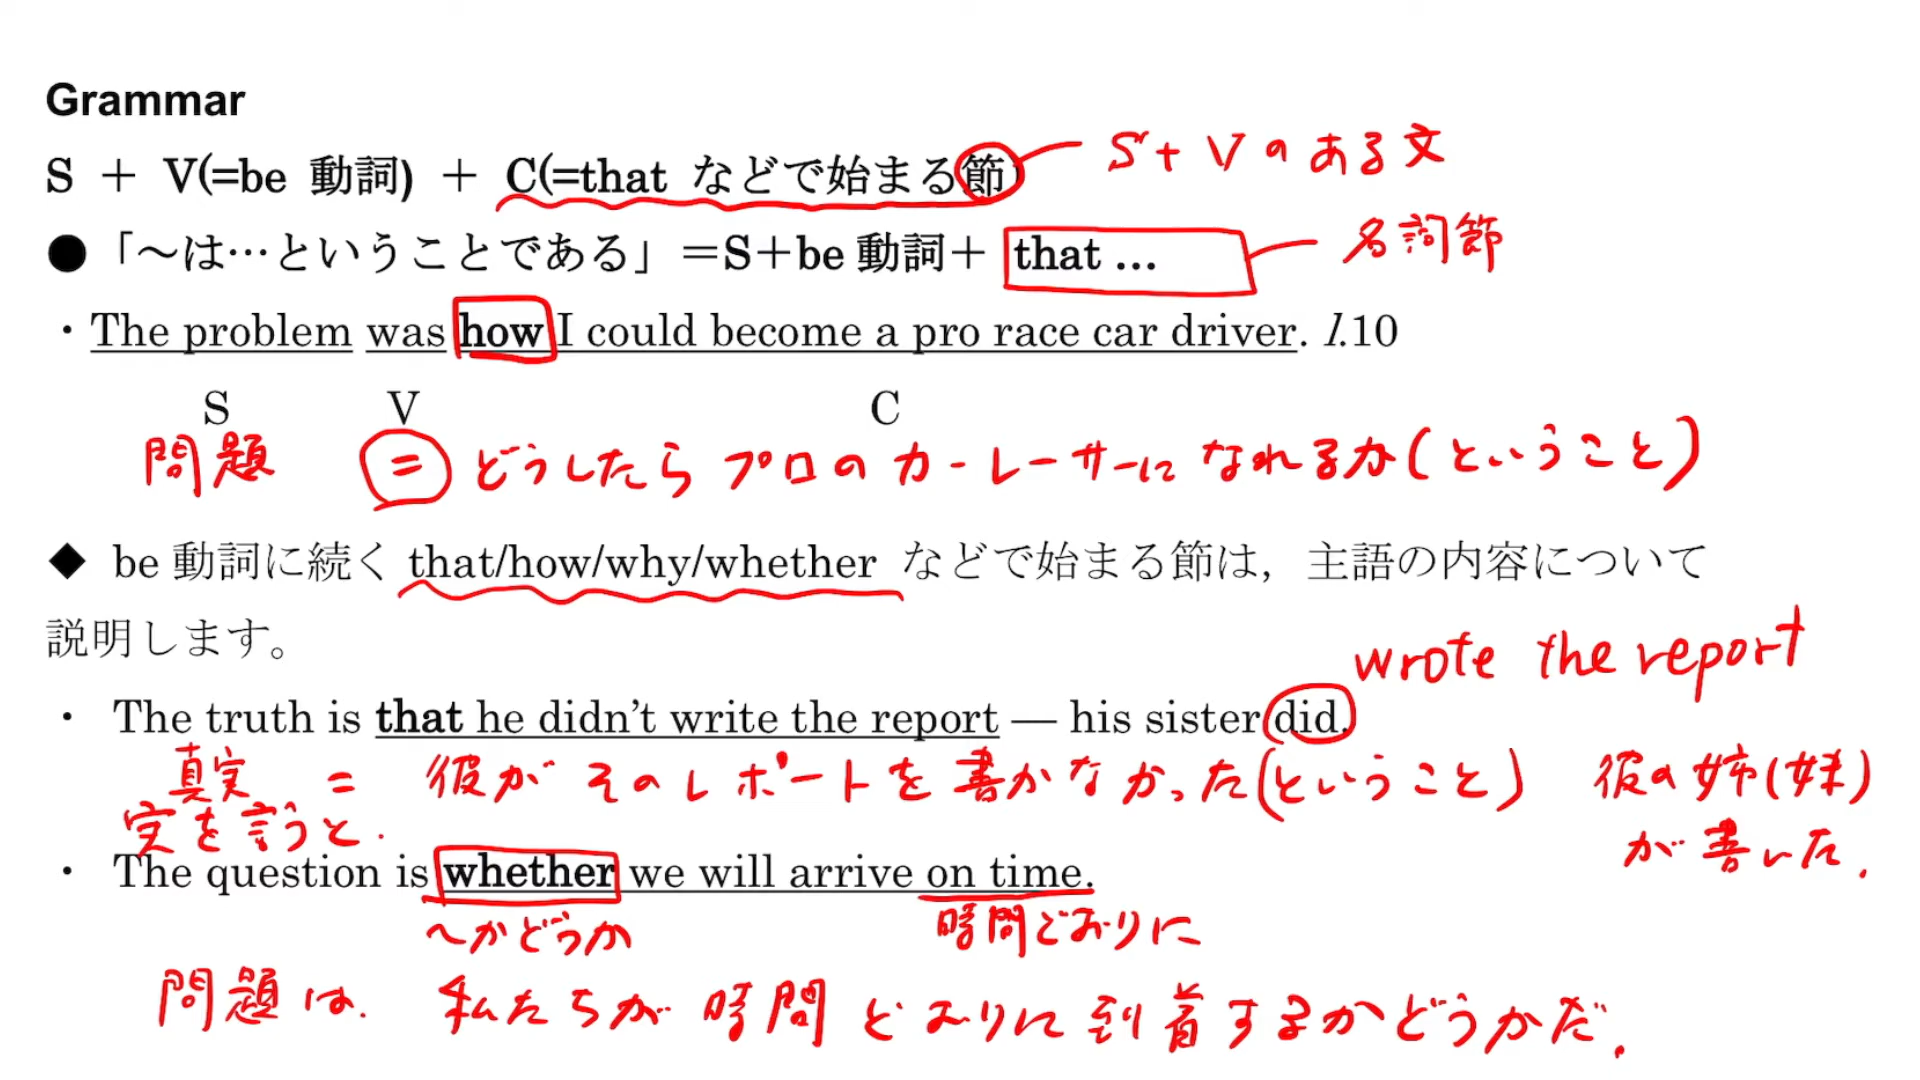 Grammar
S + V(=be 動詞) + C(=that などで始まる節) S+Vのある文
●「～は…ということである」＝S＋be 動詞＋ that … 名詞節
・The problem was how I could become a pro race car driver. l.10
S V C
問題 = どうしたらプロのカーレーサーになれるか(ということ)
◆ be 動詞に続く that/how/why/whether などで始まる節は，主語の内容について
説明します。
wrote the report
・ The truth is that he didn't write the report — his sister did.
真実 = 彼がそのレポートを書かなかった(ということ) 彼の姉(妹)
実を言うと. が書いた.
・ The question is whether we will arrive on time.
～かどうか 時間どおりに
問題は. 私たちが時間どおりに到着するかどうかだ.